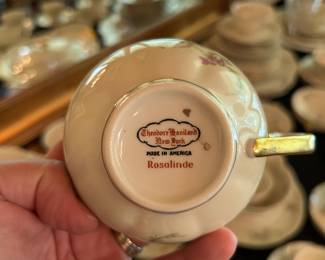 Theodore Haviland
New York
MADE IN AMERICA
Rosalinde